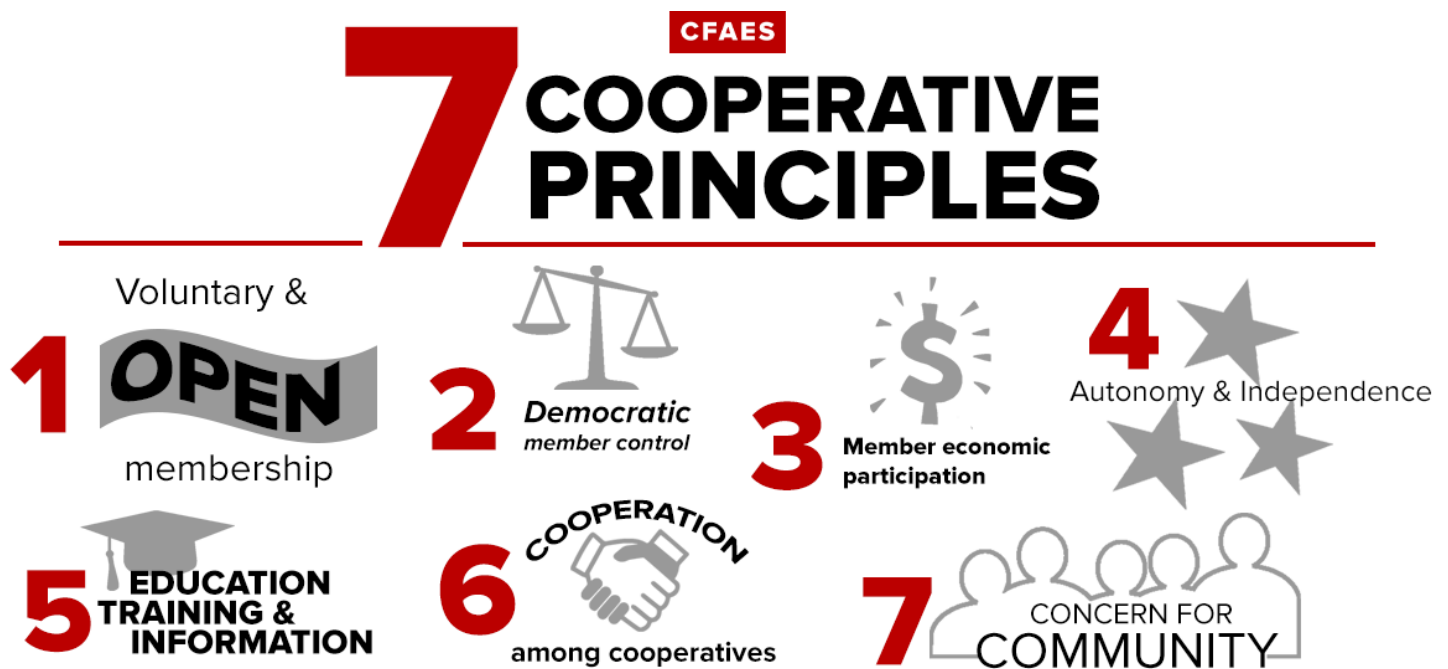 CFAES
7 COOPERATIVE
PRINCIPLES
1
Voluntary &
OPEN
membership
2
Democratic
member control
3
$
Member economic
participation
4
Autonomy & Independence
5
EDUCATION
TRAINING &
INFORMATION
6
COOPERATION
among cooperatives
7
CONCERN FOR
COMMUNITY